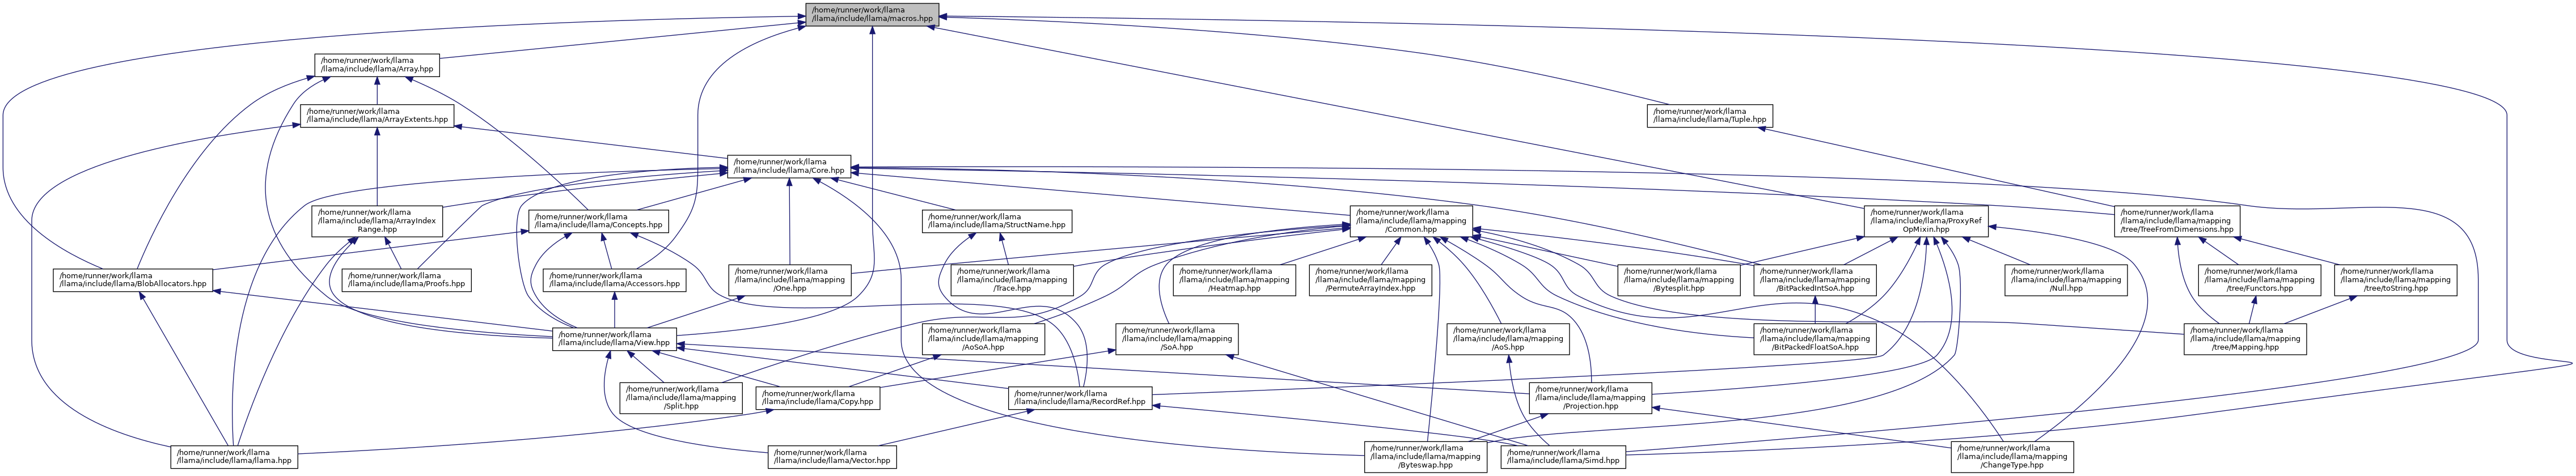 /home/runner/work/llama
/llama/include/llama/macros.hpp
/home/runner/work/llama
/llama/include/llama/Array.hpp
/home/runner/work/llama
/llama/include/llama/ArrayExtents.hpp
/home/runner/work/llama
/llama/include/llama/Tuple.hpp
/home/runner/work/llama
/llama/include/llama/Core.hpp
/home/runner/work/llama
/llama/include/llama/ArrayIndex
Range.hpp
/home/runner/work/llama
/llama/include/llama/Concepts.hpp
/home/runner/work/llama
/llama/include/llama/StructName.hpp
/home/runner/work/llama
/llama/include/llama/mapping
/Common.hpp
/home/runner/work/llama
/llama/include/llama/ProxyRef
OpMixin.hpp
/home/runner/work/llama
/llama/include/llama/mapping
/tree/TreeFromDimensions.hpp
/home/runner/work/llama
/llama/include/llama/BlobAllocators.hpp
/home/runner/work/llama
/llama/include/llama/Proofs.hpp
/home/runner/work/llama
/llama/include/llama/Accessors.hpp
/home/runner/work/llama
/llama/include/llama/mapping
/One.hpp
/home/runner/work/llama
/llama/include/llama/mapping
/Trace.hpp
/home/runner/work/llama
/llama/include/llama/mapping
/Heatmap.hpp
/home/runner/work/llama
/llama/include/llama/mapping
/PermuteArrayIndex.hpp
/home/runner/work/llama
/llama/include/llama/mapping
/Bytesplit.hpp
/home/runner/work/llama
/llama/include/llama/mapping
/BitPackedIntSoA.hpp
/home/runner/work/llama
/llama/include/llama/mapping
/Null.hpp
/home/runner/work/llama
/llama/include/llama/mapping
/tree/Functors.hpp
/home/runner/work/llama
/llama/include/llama/mapping
/tree/toString.hpp
/home/runner/work/llama
/llama/include/llama/View.hpp
/home/runner/work/llama
/llama/include/llama/mapping
/AoSoA.hpp
/home/runner/work/llama
/llama/include/llama/mapping
/SoA.hpp
/home/runner/work/llama
/llama/include/llama/mapping
/AoS.hpp
/home/runner/work/llama
/llama/include/llama/mapping
/BitPackedFloatSoA.hpp
/home/runner/work/llama
/llama/include/llama/mapping
/tree/Mapping.hpp
/home/runner/work/llama
/llama/include/llama/mapping
/Split.hpp
/home/runner/work/llama
/llama/include/llama/Copy.hpp
/home/runner/work/llama
/llama/include/llama/RecordRef.hpp
/home/runner/work/llama
/llama/include/llama/mapping
/Projection.hpp
/home/runner/work/llama
/llama/include/llama/llama.hpp
/home/runner/work/llama
/llama/include/llama/Vector.hpp
/home/runner/work/llama
/llama/include/llama/mapping
/Byteswap.hpp
/home/runner/work/llama
/llama/include/llama/Simd.hpp
/home/runner/work/llama
/llama/include/llama/mapping
/ChangeType.hpp